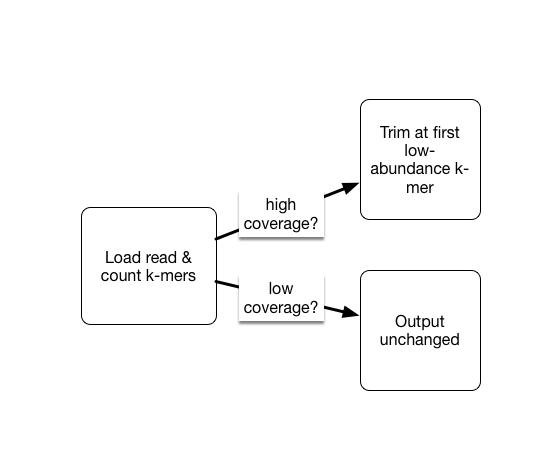 Load read &
count k-mers
high
coverage?
low
coverage?
Trim at first
low-
abundance k-
mer
Output
unchanged